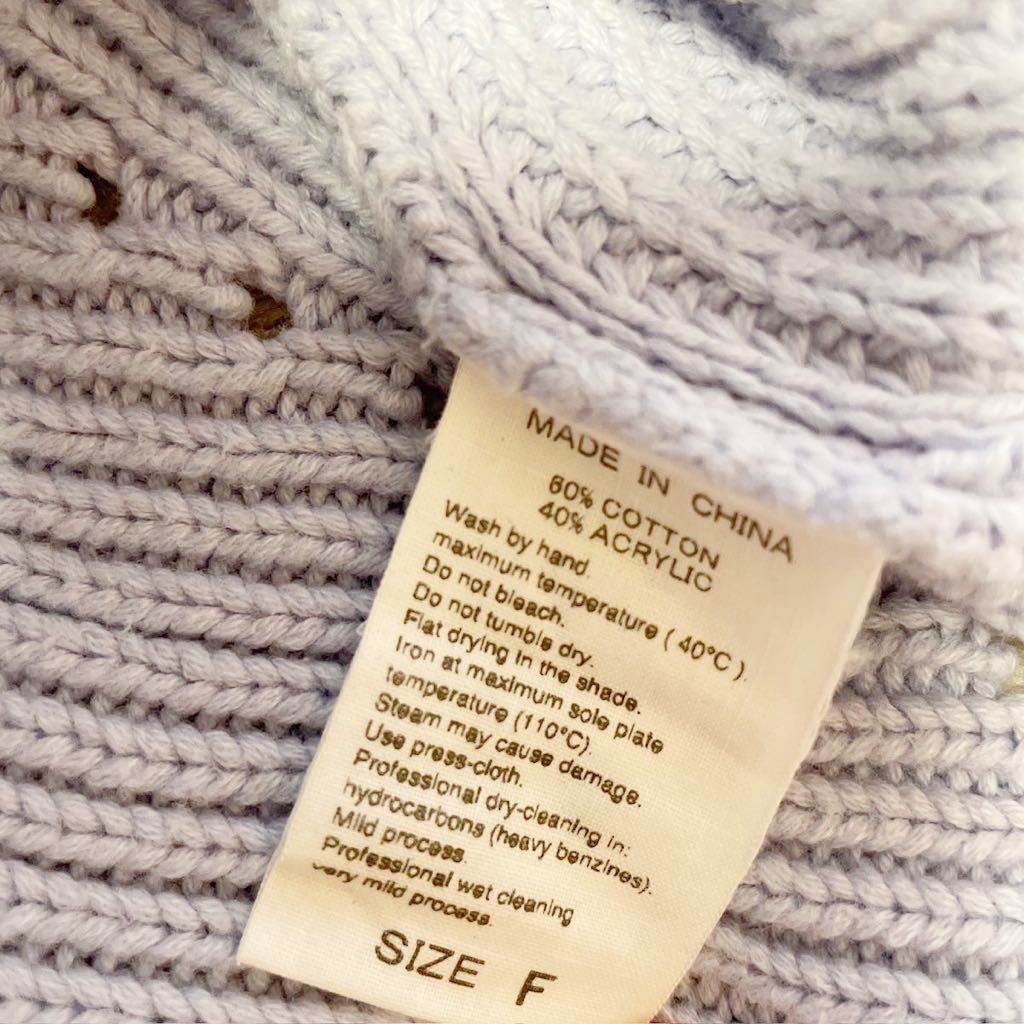 MADE IN CHINA
60% COTTON
40% ACRYLIC
Wash by hand.
maximum temperature ( 40°C ).
Do not bleach.
Do not tumble dry.
Flat drying in the shade.
Iron at maximum sole plate
temperature (110°C).
Steam may cause damage.
Use press-cloth.
Professional dry-cleaning in:
hydrocarbons (heavy benzines).
Mild process.
Professional wet cleaning
very mild process.
SIZE F